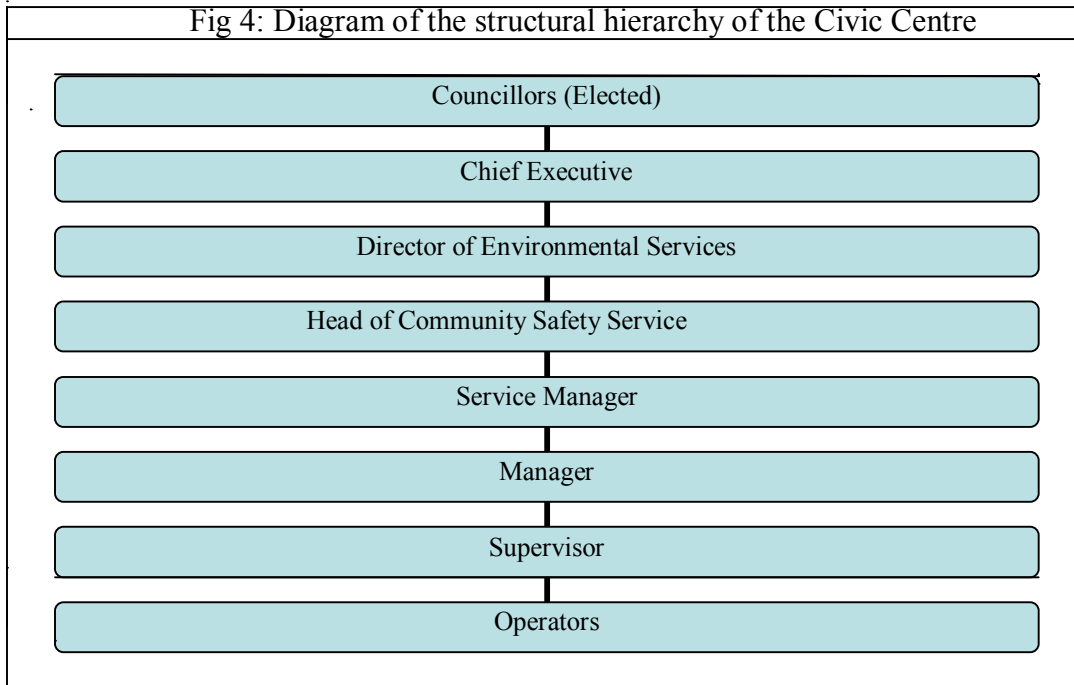 Fig 4: Diagram of the structural hierarchy of the Civic Centre
Councillors (Elected)
Chief Executive
Director of Environmental Services
Head of Community Safety Service
Service Manager
Manager
Supervisor
Operators